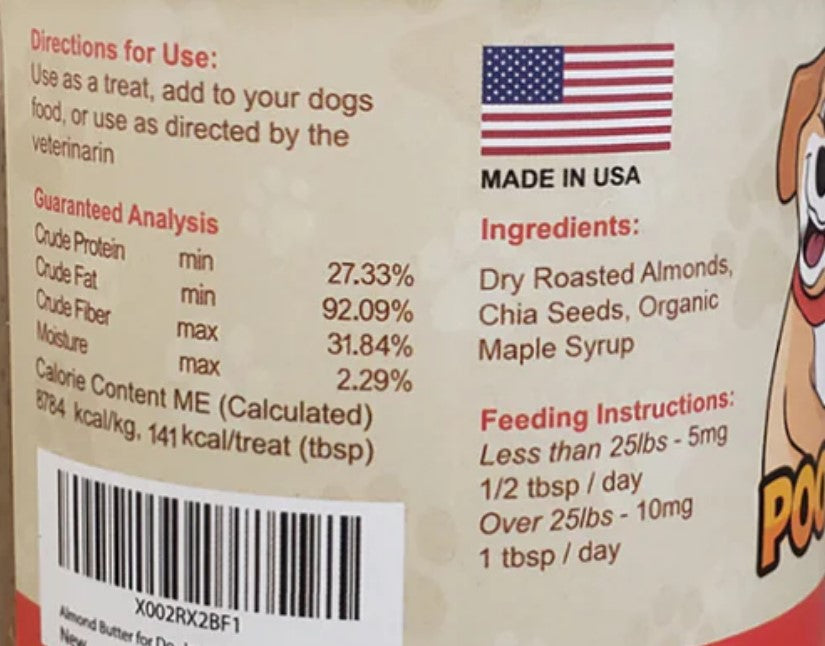 Directions for Use:
Use as a treat, add to your dogs
food, or use as directed by the
veterinarin
Guaranteed Analysis
Crude Protein min 27.33%
Crude Fat min 92.09%
Crude Fiber max 31.84%
Moisture max 2.29%
Calorie Content ME (Calculated)
8784 kcal/kg, 141 kcal/treat (tbsp)
X002RX2BF1
Almond Butter for
New
MADE IN USA
Ingredients:
Dry Roasted Almonds,
Chia Seeds, Organic
Maple Syrup
Feeding Instructions:
Less than 25lbs - 5mg
1/2 tbsp / day
Over 25lbs - 10mg
1 tbsp / day